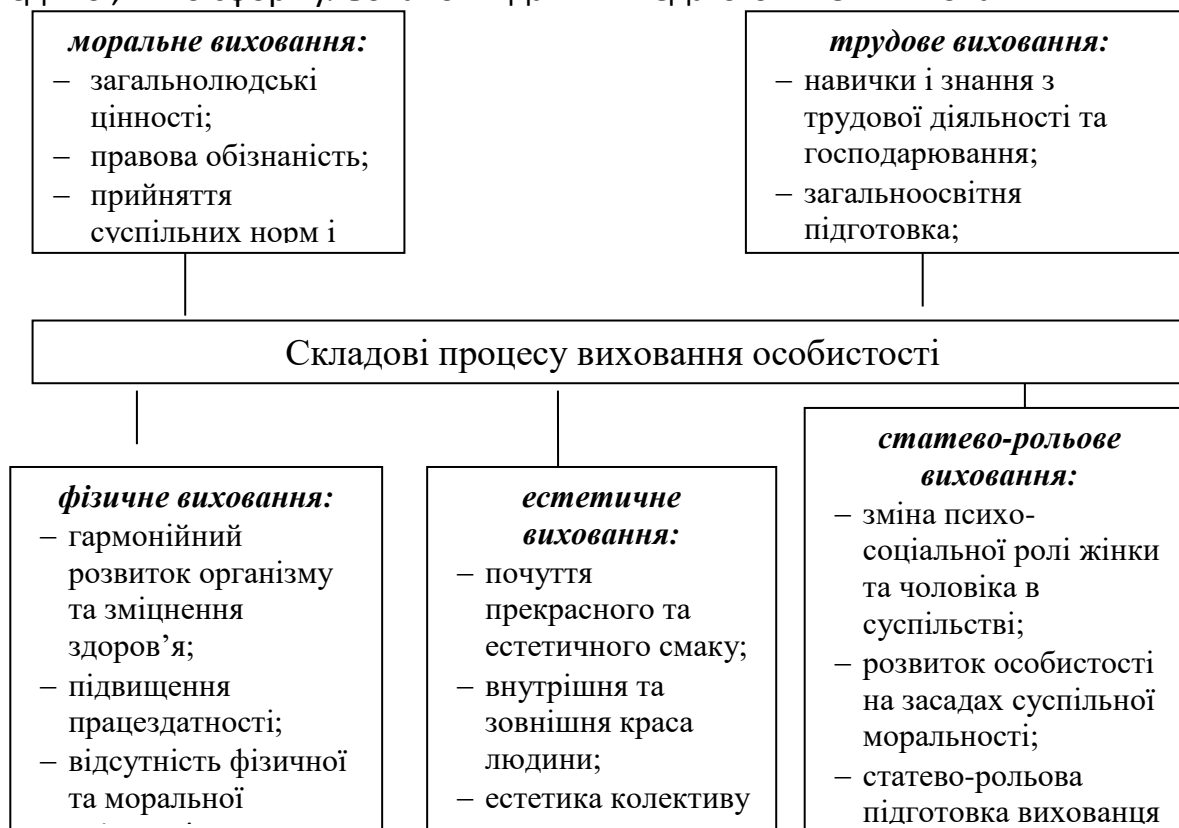 моральне виховання:
– загальнолюдські
цінності;
– правова обізнаність;
– прийняття
суспільних норм і
трудове виховання:
– навички і знання з
трудової діяльності та
господарювання;
– загальноосвітня
підготовка;
Складові процесу виховання особистості
фізичне виховання:
– гармонійний
розвиток організму
та зміцнення
здоров’я;
– підвищення
працездатності;
– відсутність фізичної
та моральної
естетичне
виховання:
– почуття
прекрасного та
естетичного смаку;
– внутрішня та
зовнішня краса
людини;
– естетика колективу
статево-рольове
виховання:
– зміна психо-
соціальної ролі жінки
та чоловіка в
суспільстві;
– розвиток особистості
на засадах суспільної
моральності;
– статево-рольова
підготовка вихованця